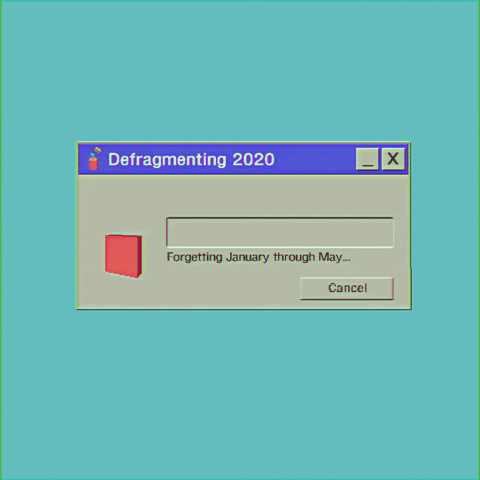 Defragmenting 2020
_ X
Forgetting January through May...
Cancel